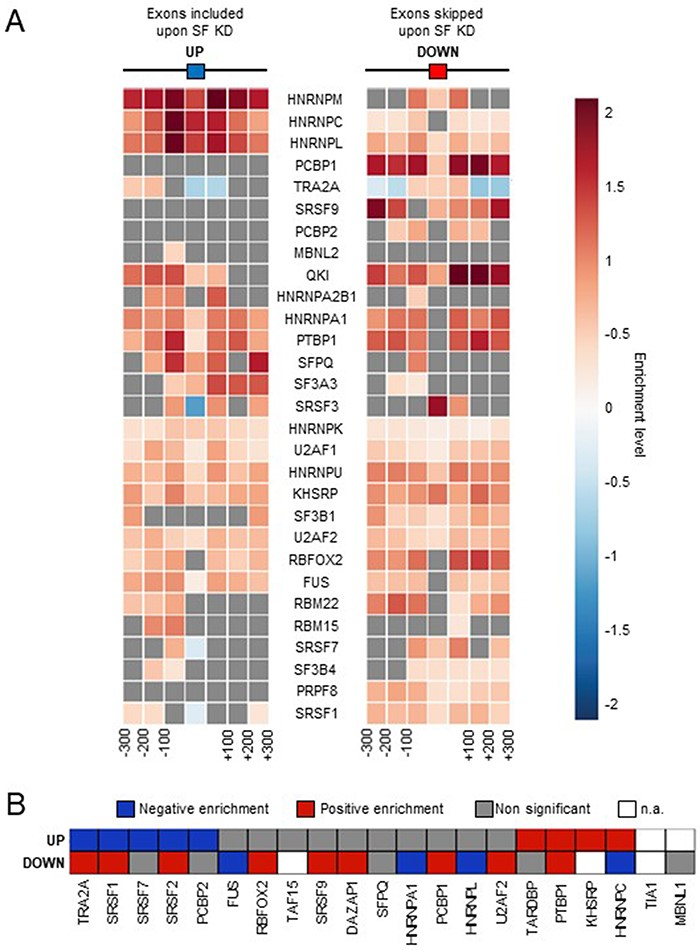 A
Exons included
upon SF KD
UP
Exons skipped
upon SF KD
DOWN
HNRNPM
HNRNPC
HNRNPL
PCBP1
TRA2A
SRSF9
PCBP2
MBNL2
QKI
HNRNPA2B1
HNRNPA1
PTBP1
SFPQ
SF3A3
SRSF3
HNRNPK
U2AF1
HNRNPU
KHSRP
SF3B1
U2AF2
RBFOX2
FUS
RBM22
RBM15
SRSF7
SF3B4
PRPF8
SRSF1
-300 -200 -100 +100 +200 +300
-300 -200 -100 +100 +200 +300
2
1.5
1
-0.5
0
-0.5
-1
-1.5
-2
Enrichment level
B
Negative enrichment Positive enrichment Non significant n.a.
UP
DOWN
TRA2A
SRSF1
SRSF7
SRSF2
PCBP2
FUS
RBFOX2
TAF15
SRSF9
DAZAP1
SFPQ
HNRNPA1
PCBP1
HNRNPL
U2AF2
TARDBP
PTBP1
KHSRP
HNRNPC
TIA1
MBNL1